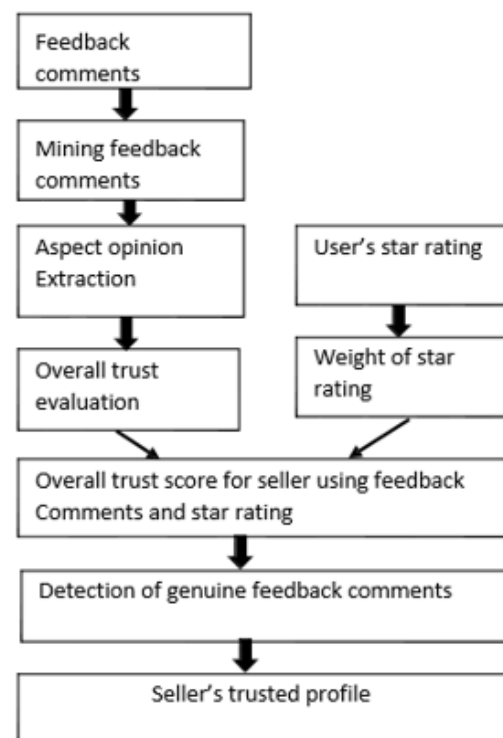 Feedback
comments
Mining feedback
comments
Aspect opinion
Extraction
User's star rating
Overall trust
evaluation
Weight of star
rating
Overall trust score for seller using feedback
Comments and star rating
Detection of genuine feedback comments
Seller's trusted profile